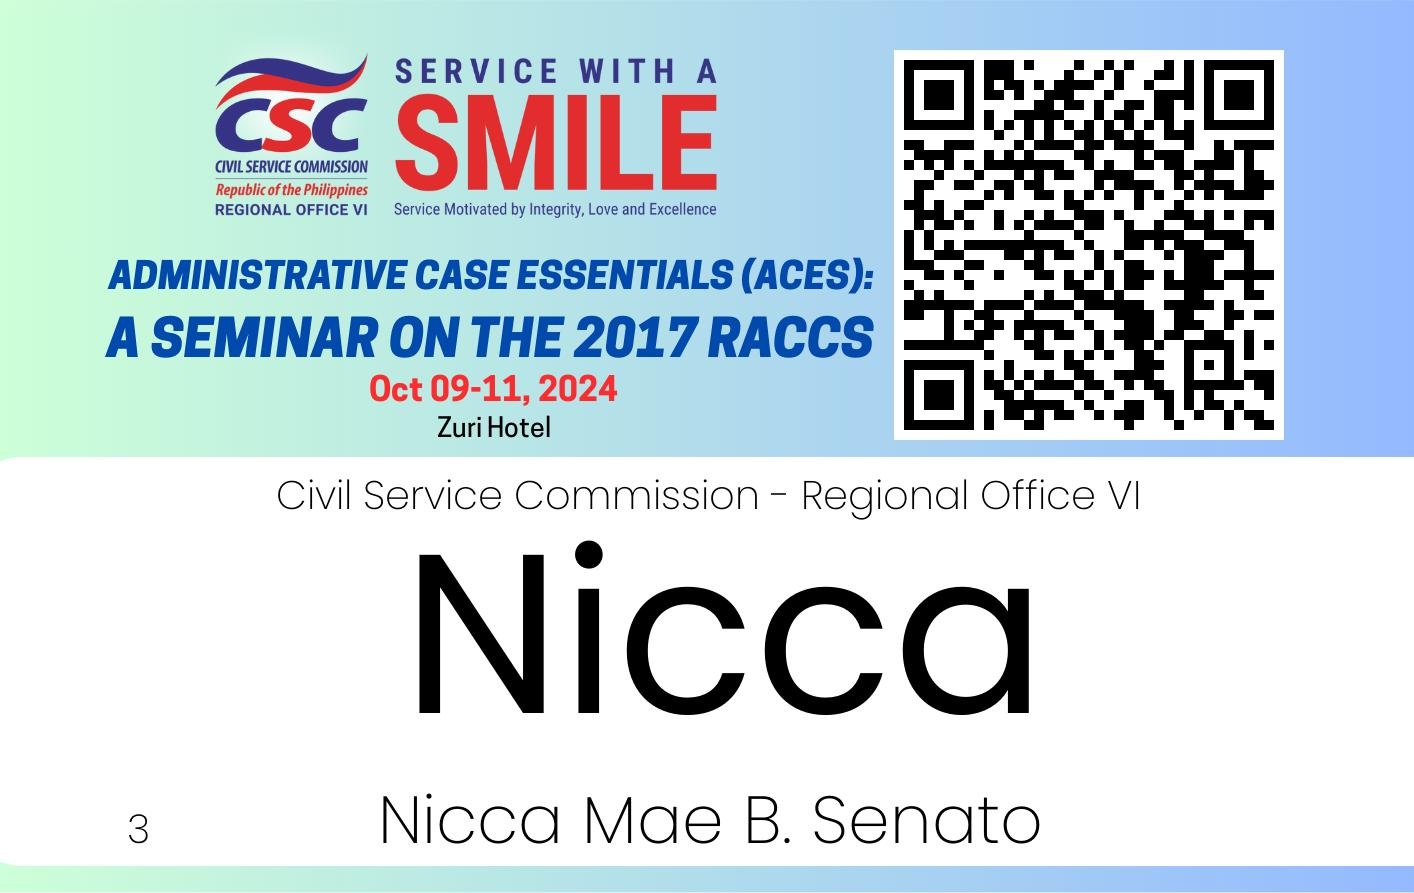 CSC
CIVIL SERVICE COMMISSION
Republic of the Philippines
REGIONAL OFFICE VI
SERVICE WITH A
SMILE
Service Motivated by Integrity, Love and Excellence
ADMINISTRATIVE CASE ESSENTIALS (ACES):
A SEMINAR ON THE 2017 RACCS
Oct 09-11, 2024
Zuri Hotel
Civil Service Commission - Regional Office VI
Nicca
Nicca Mae B. Senato
3